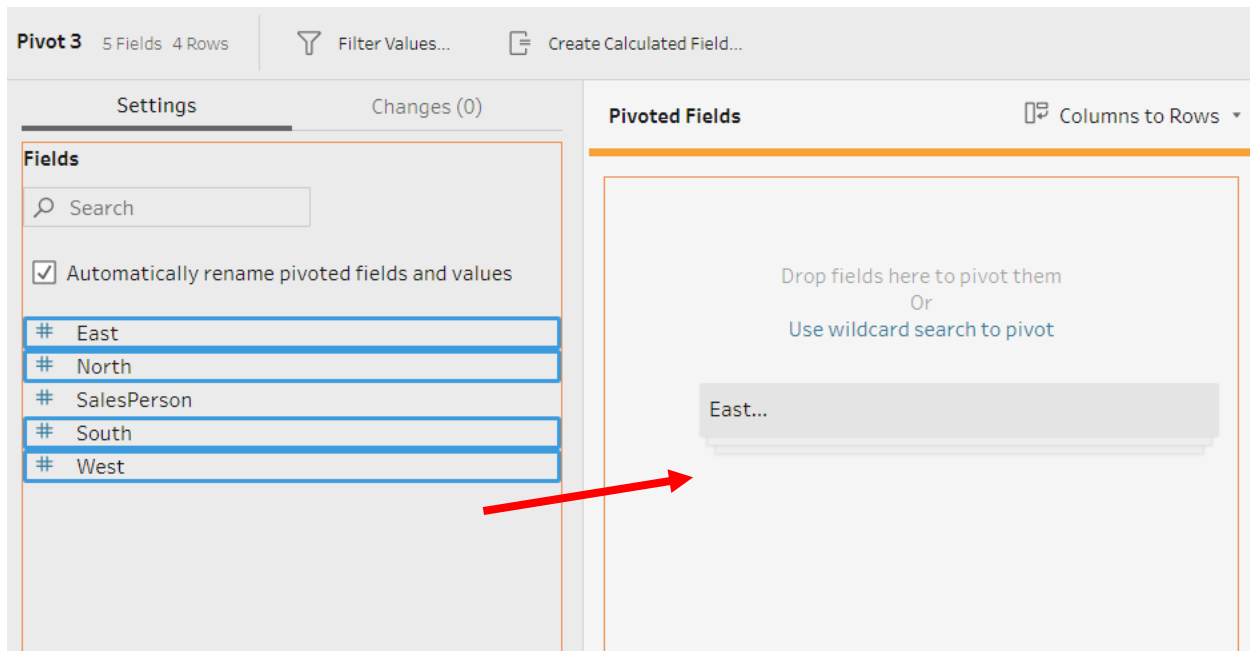 Pivot 3 5 Fields 4 Rows Filter Values... Create Calculated Field...
Settings Changes (0)
Fields
Search
Automatically rename pivoted fields and values
East
North
SalesPerson
South
West
Pivoted Fields Columns to Rows
Drop fields here to pivot them
Or
Use wildcard search to pivot
East...